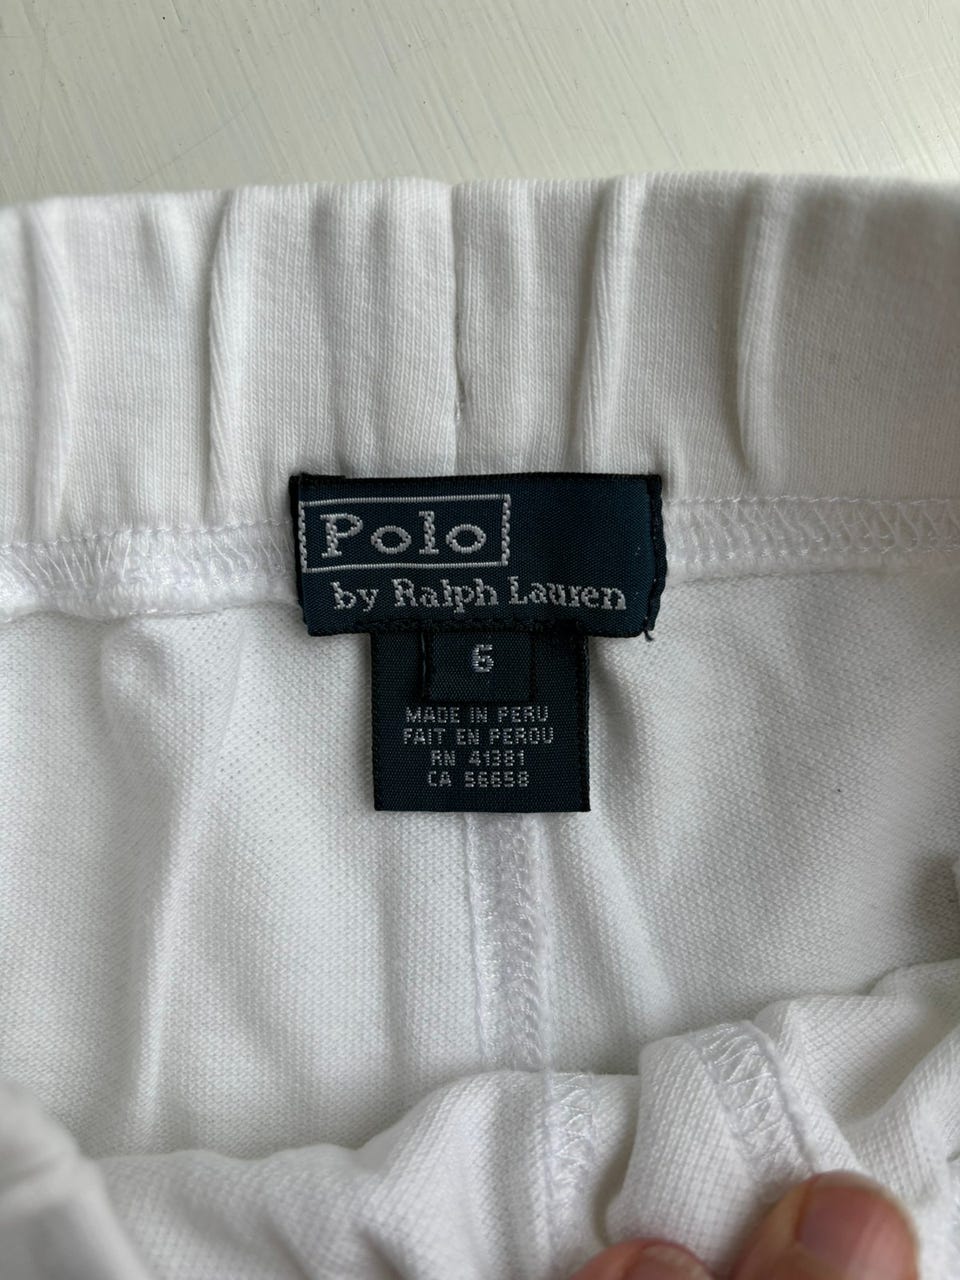 Polo
by Ralph Lauren
6
MADE IN PERU
FAIT EN PEROU
RN 41381
CA 56658